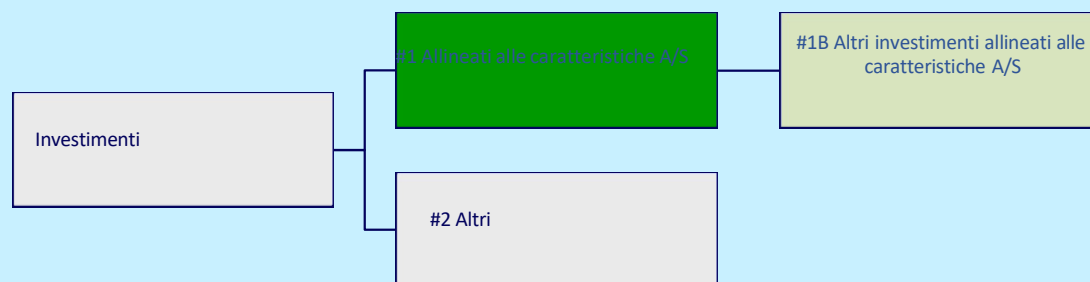 #1 Allineati alle caratteristiche A/S
#1B Altri investimenti allineati alle
caratteristiche A/S
Investimenti
#2 Altri